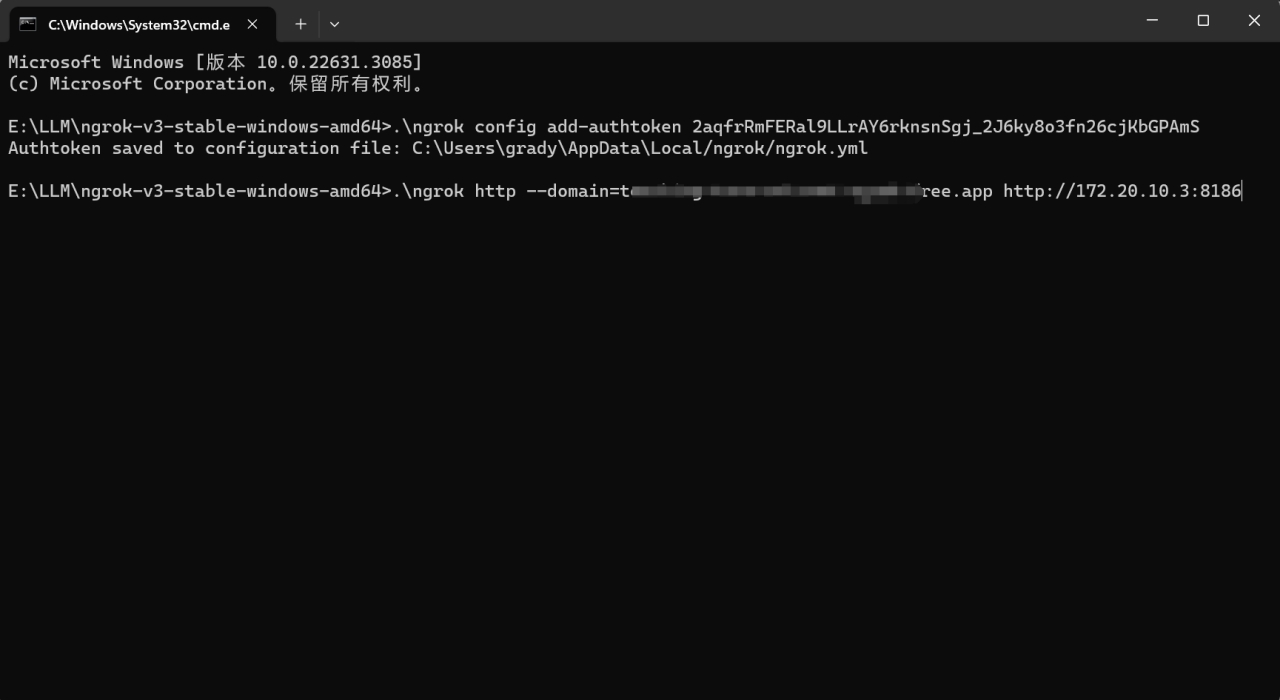 C:\Windows\System32\cmd.e
Microsoft Windows [版本 10.0.22631.3085]
(c) Microsoft Corporation。保留所有权利。
E:\LLM\ngrok-v3-stable-windows-amd64>.\ngrok config add-authtoken 2aqfrRmFERal9LLrAY6rknsnSgj_2J6ky8o3fn26cjKbGPAmS
Authtoken saved to configuration file: C:\Users\grady\AppData\Local/ngrok/ngrok.yml
E:\LLM\ngrok-v3-stable-windows-amd64>.\ngrok http --domain= ree.app http://172.20.10.3:8186